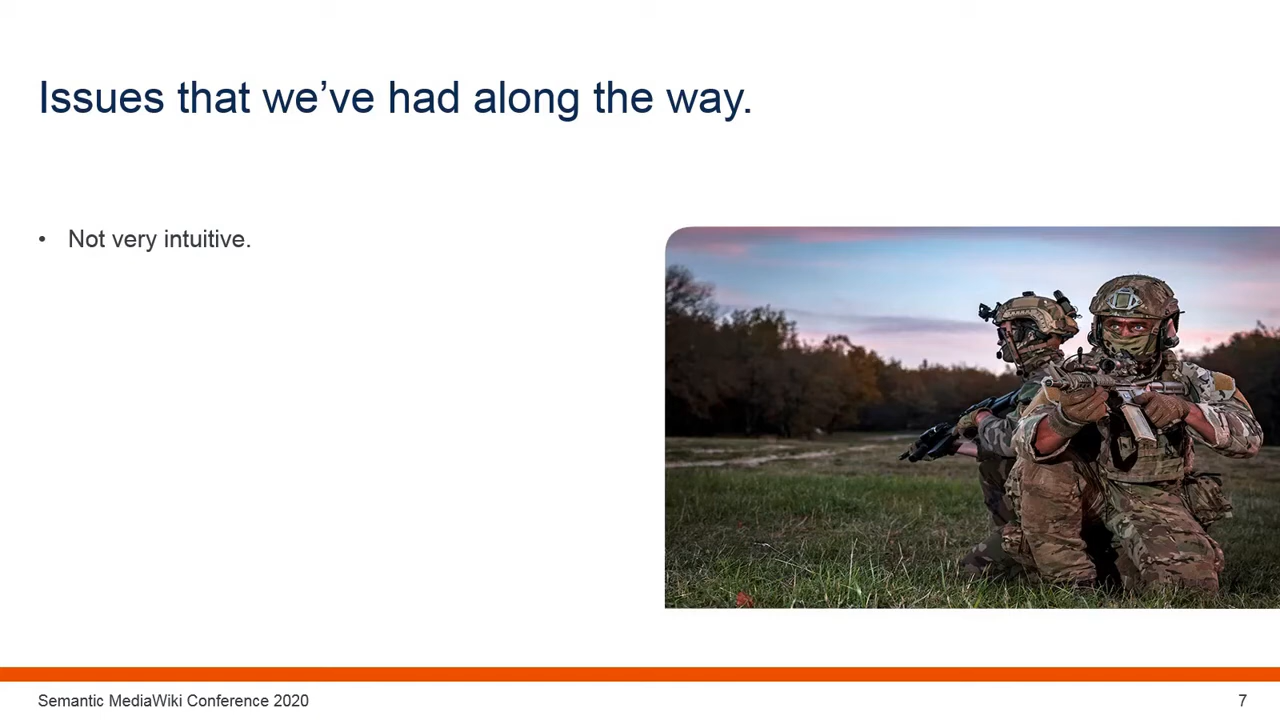 Issues that we’ve had along the way.
• Not very intuitive.
Semantic MediaWiki Conference 2020
7